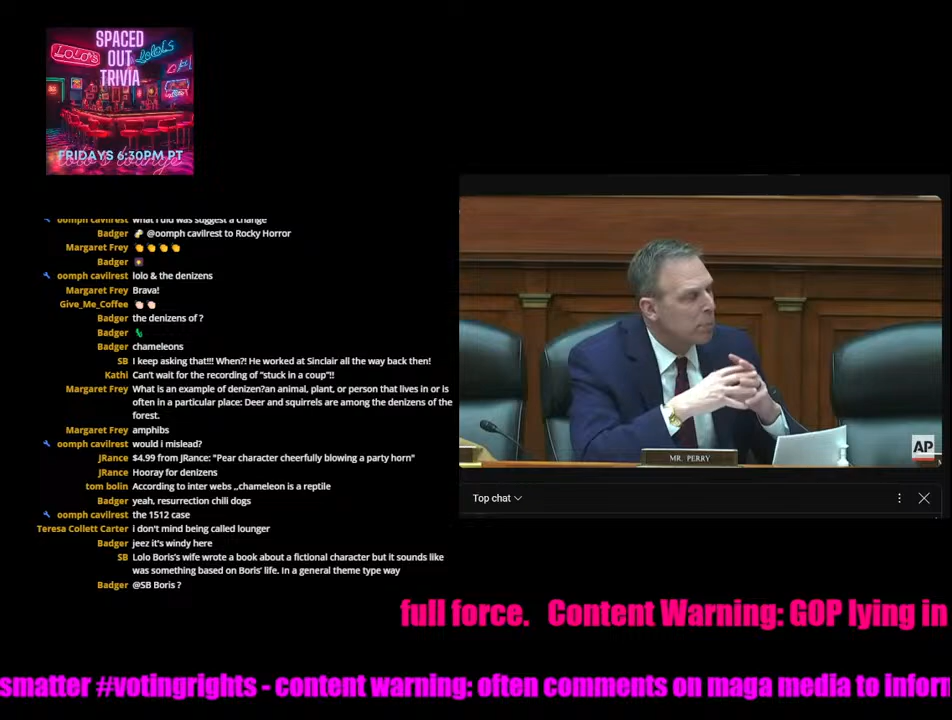 SPACED
OUT
TRIVIA
LOLO'S
FRIDAYS 6:30PM PT
lolo's lounge
oomph cavilrest what I did was suggest a change
Badger @oomph cavilrest to Rocky Horror
Margaret Frey 👏 👏 👏 👏
Badger
oomph cavilrest lolo & the denizens
Margaret Frey Brava!
Give_Me_Coffee 👏🏻 👏🏻
Badger the denizens of ?
Badger 🦎
Badger chameleons
SB I keep asking that!!! When?! He worked at Sinclair all the way back then!
Kathi Can't wait for the recording of "stuck in a coup"!!
Margaret Frey What is an example of denizen?an animal, plant, or person that lives in or is
often in a particular place: Deer and squirrels are among the denizens of the
forest.
Margaret Frey amphibs
oomph cavilrest would i mislead?
JRance $4.99 from JRance: "Pear character cheerfully blowing a party horn"
JRance Hooray for denizens
tom bolin According to inter webs ,,chameleon is a reptile
Badger yeah, resurrection chili dogs
oomph cavilrest the 1512 case
Teresa Collett Carter i don't mind being called lounger
Badger jeez it's windy here
SB Lolo Boris's wife wrote a book about a fictional character but it sounds like
was something based on Boris' life. In a general theme type way
Badger @SB Boris ?
MR. PERRY
AP
Top chat
full force. Content Warning: GOP lying in
smatter #votingrights - content warning: often comments on maga media to inforn